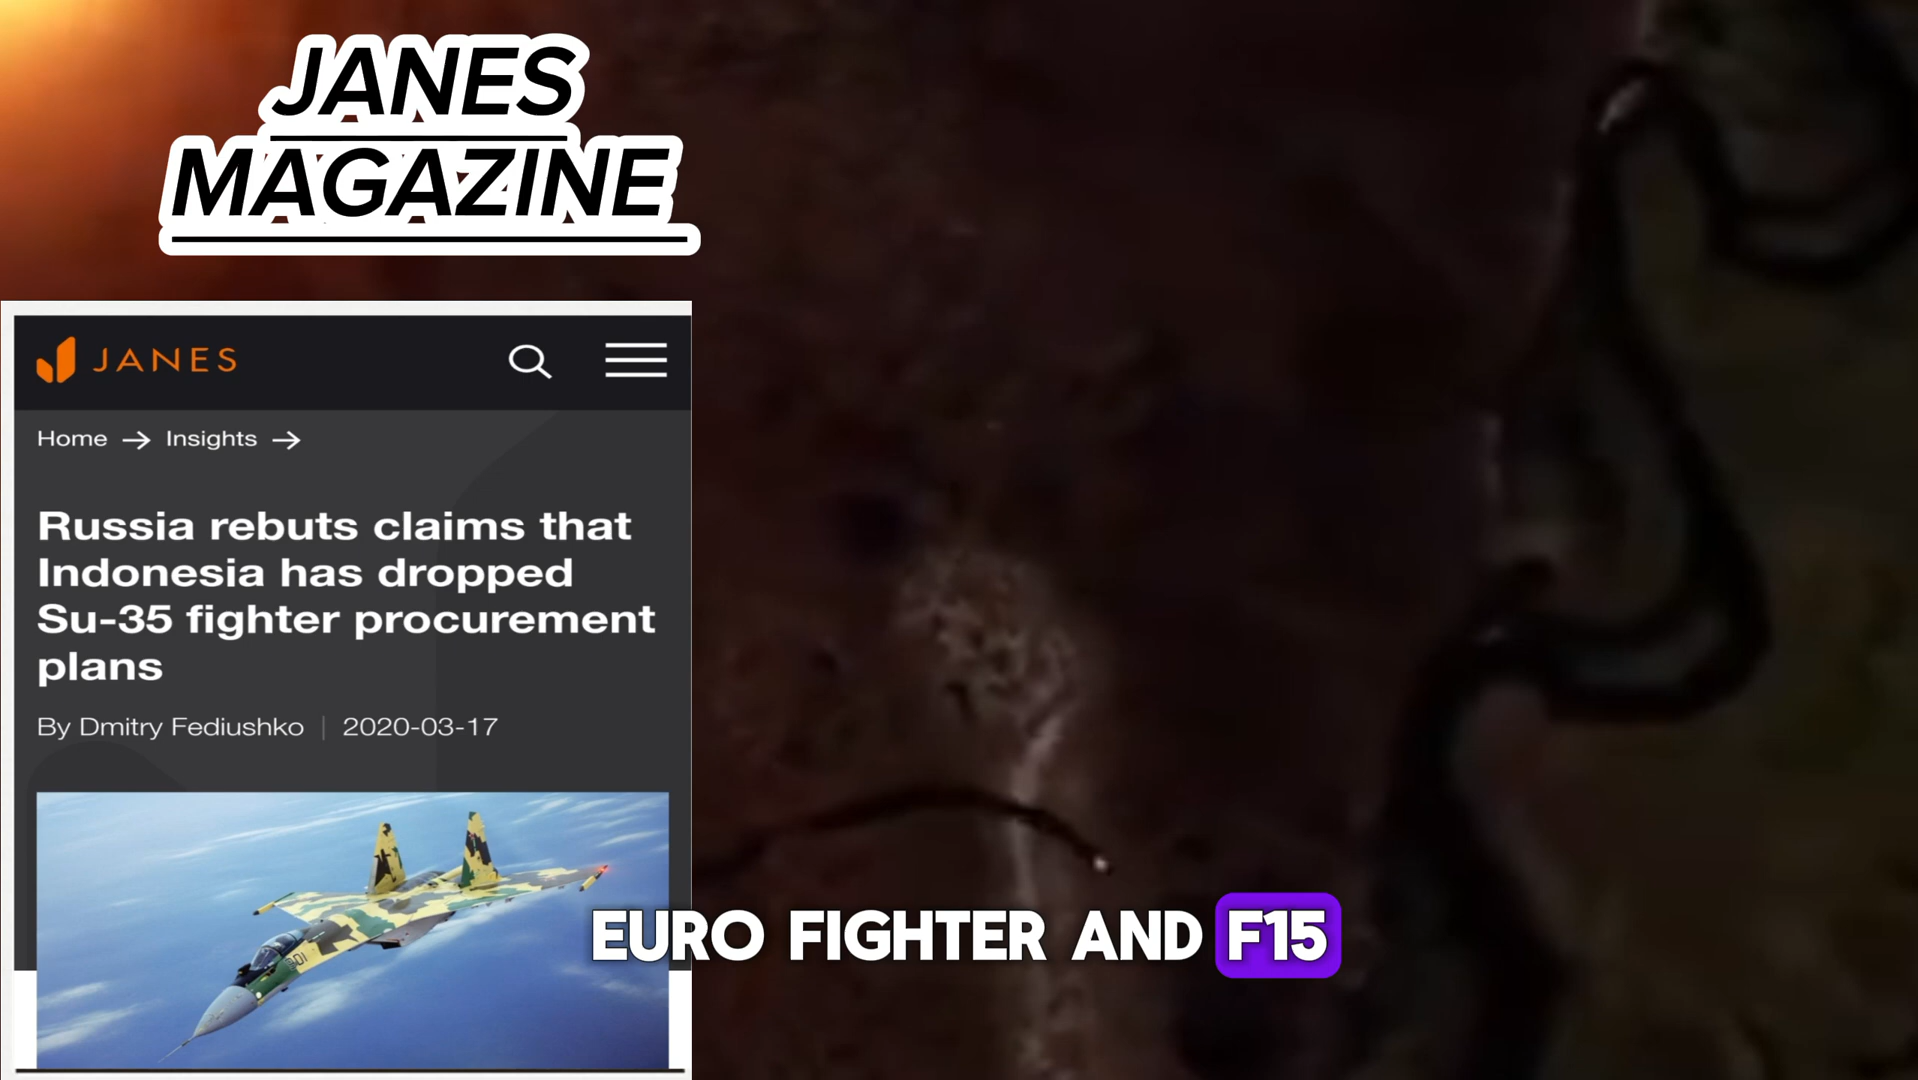 JANES
MAGAZINE
JANES
Home → Insights →
Russia rebuts claims that
Indonesia has dropped
Su-35 fighter procurement
plans
By Dmitry Fediushko | 2020-03-17
EURO FIGHTER AND F15